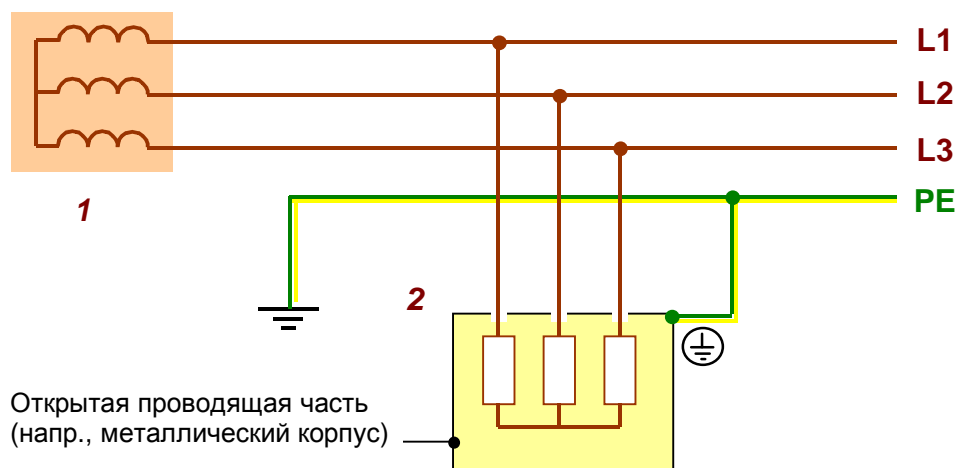 L1
L2
L3
PE
1
2
Открытая проводящая часть
(напр., металлический корпус)